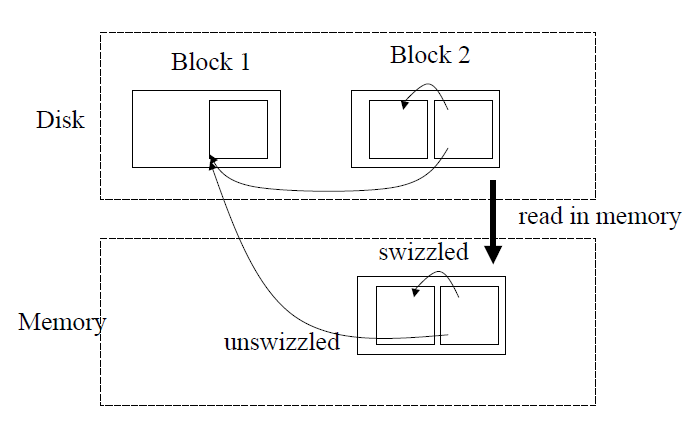 Block 1
Block 2
Disk
read in memory
swizzled
Memory
unswizzled